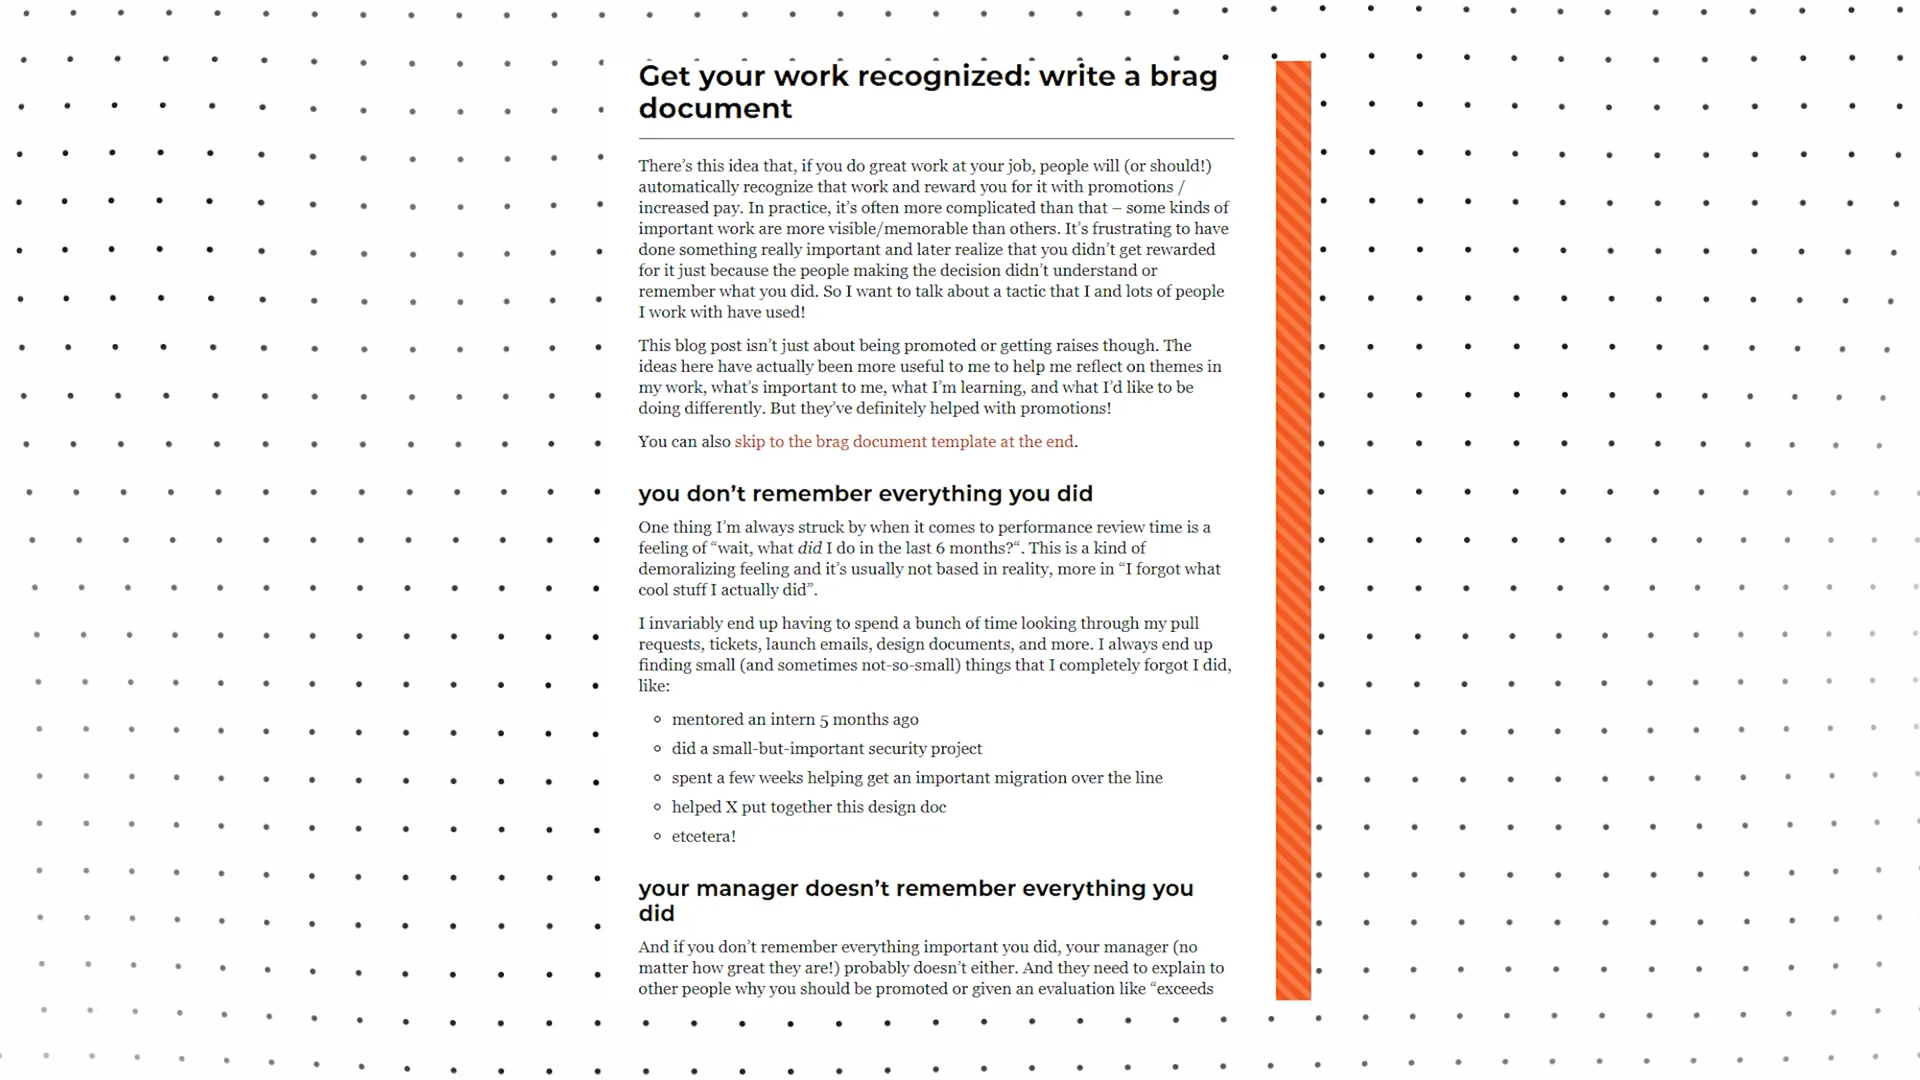 Get your work recognized: write a brag
document
There's this idea that, if you do great work at your job, people will (or should!)
automatically recognize that work and reward you for it with promotions /
increased pay. In practice, it's often more complicated than that – some kinds of
important work are more visible/memorable than others. It's frustrating to have
done something really important and later realize that you didn't get rewarded
for it just because the people making the decision didn't understand or
remember what you did. So I want to talk about a tactic that I and lots of people
I work with have used!
This blog post isn't just about being promoted or getting raises though. The
ideas here have actually been more useful to me to help me reflect on themes in
my work, what's important to me, what I'm learning, and what I'd like to be
doing differently. But they've definitely helped with promotions!
You can also skip to the brag document template at the end.
you don't remember everything you did
One thing I'm always struck by when it comes to performance review time is a
feeling of “wait, what did I do in the last 6 months?“. This is a kind of
demoralizing feeling and it's usually not based in reality, more in “I forgot what
cool stuff I actually did”.
I invariably end up having to spend a bunch of time looking through my pull
requests, tickets, launch emails, design documents, and more. I always end up
finding small (and sometimes not-so-small) things that I completely forgot I did,
like:
mentored an intern 5 months ago
did a small-but-important security project
spent a few weeks helping get an important migration over the line
helped X put together this design doc
etcetera!
your manager doesn't remember everything you
did
And if you don't remember everything important you did, your manager (no
matter how great they are!) probably doesn't either. And they need to explain to
other people why you should be promoted or given an evaluation like “exceeds